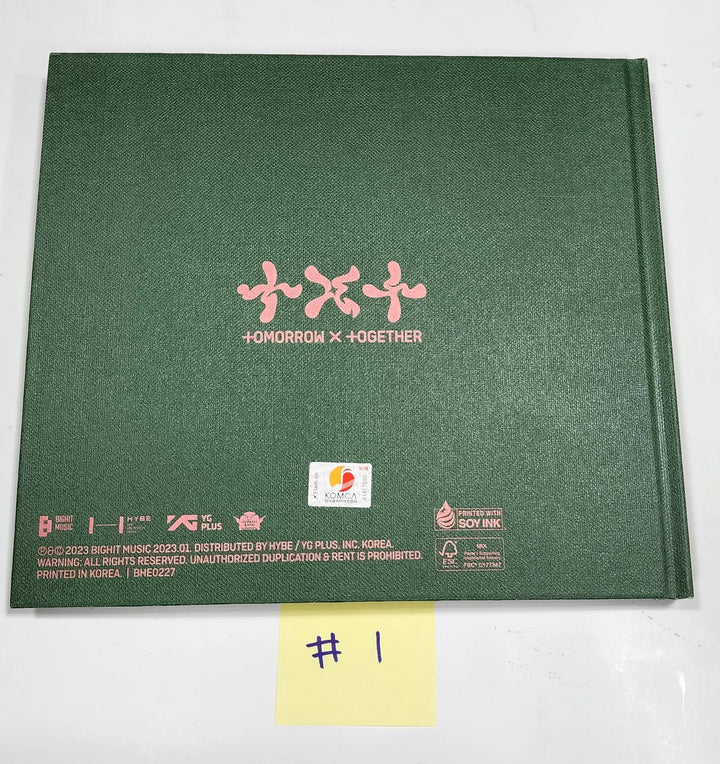 TOMORROW X TOGETHER
KOMCA
BIGHIT
MUSIC
HYBE
YG
PLUS
PRINTED WITH
SOY INK
℗&© 2023 BIGHIT MUSIC 2023.01. DISTRIBUTED BY HYBE / YG PLUS. INC. KOREA.
WARNING: ALL RIGHTS RESERVED. UNAUTHORIZED DUPLICATION & RENT IS PROHIBITED.
PRINTED IN KOREA. | BHE0227
FSC
MIX
# 1